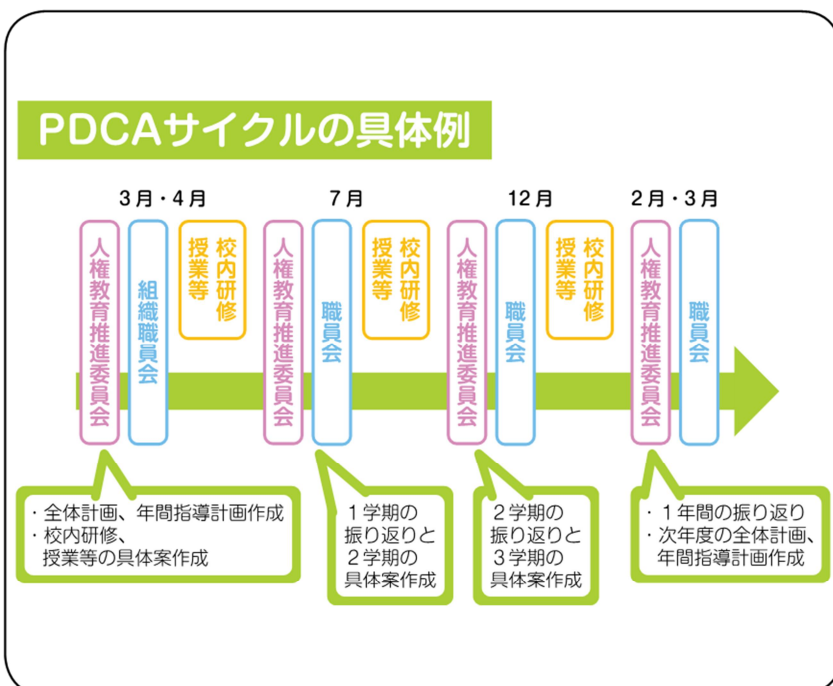 PDCAサイクルの具体例
3月・4月
7月
12月
2月・3月
人権教育推進委員会
組織職員会
校内研修
授業等
人権教育推進委員会
職員会
校内研修
授業等
人権教育推進委員会
職員会
校内研修
授業等
人権教育推進委員会
職員会
・全体計画、年間指導計画作成
・校内研修、
授業等の具体案作成
1学期の
振り返りと
2学期の
具体案作成
2学期の
振り返りと
3学期の
具体案作成
・1年間の振り返り
・次年度の全体計画、
年間指導計画作成